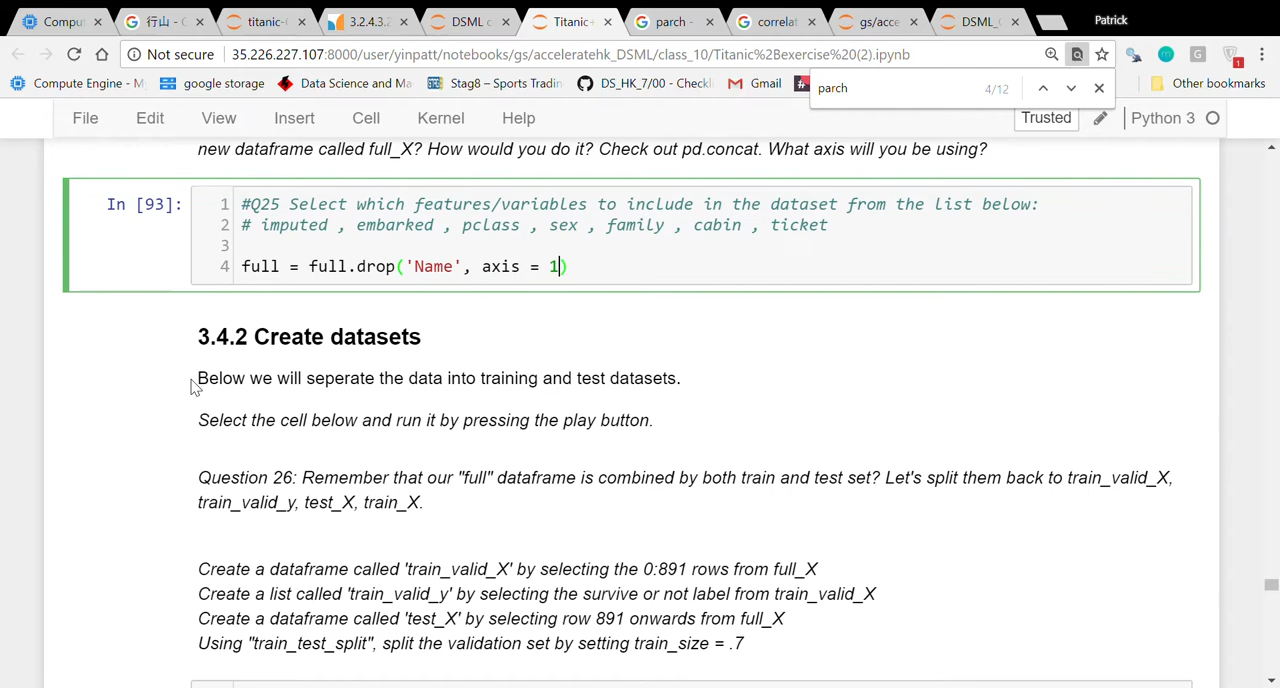 Comput
行山 - G
titanic-
3.2.4.3.
DSML c
Titanic+
parch -
correlat
gs/acce
DSML_
Patrick
Not secure 35.226.227.107:8000/user/yinpatt/notebooks/gs/acceleratehk_DSML/class_10/Titanic%2Bexercise%20(2).ipynb
Compute Engine - M
google storage
Data Science and Ma
Stag8 – Sports Tradin
DS_HK_7/00 - Checkl
Gmail
Other bookmarks
parch 4/12
File Edit View Insert Cell Kernel Help Trusted Python 3
new dataframe called full_X? How would you do it? Check out pd.concat. What axis will you be using?
In [93]: 1 #Q25 Select which features/variables to include in the dataset from the list below:
2 # imputed , embarked , pclass , sex , family , cabin , ticket
3
4 full = full.drop('Name', axis = 1)
3.4.2 Create datasets
Below we will seperate the data into training and test datasets.
Select the cell below and run it by pressing the play button.
Question 26: Remember that our "full" dataframe is combined by both train and test set? Let's split them back to train_valid_X,
train_valid_y, test_X, train_X.
Create a dataframe called 'train_valid_X' by selecting the 0:891 rows from full_X
Create a list called 'train_valid_y' by selecting the survive or not label from train_valid_X
Create a dataframe called 'test_X' by selecting row 891 onwards from full_X
Using "train_test_split", split the validation set by setting train_size = .7